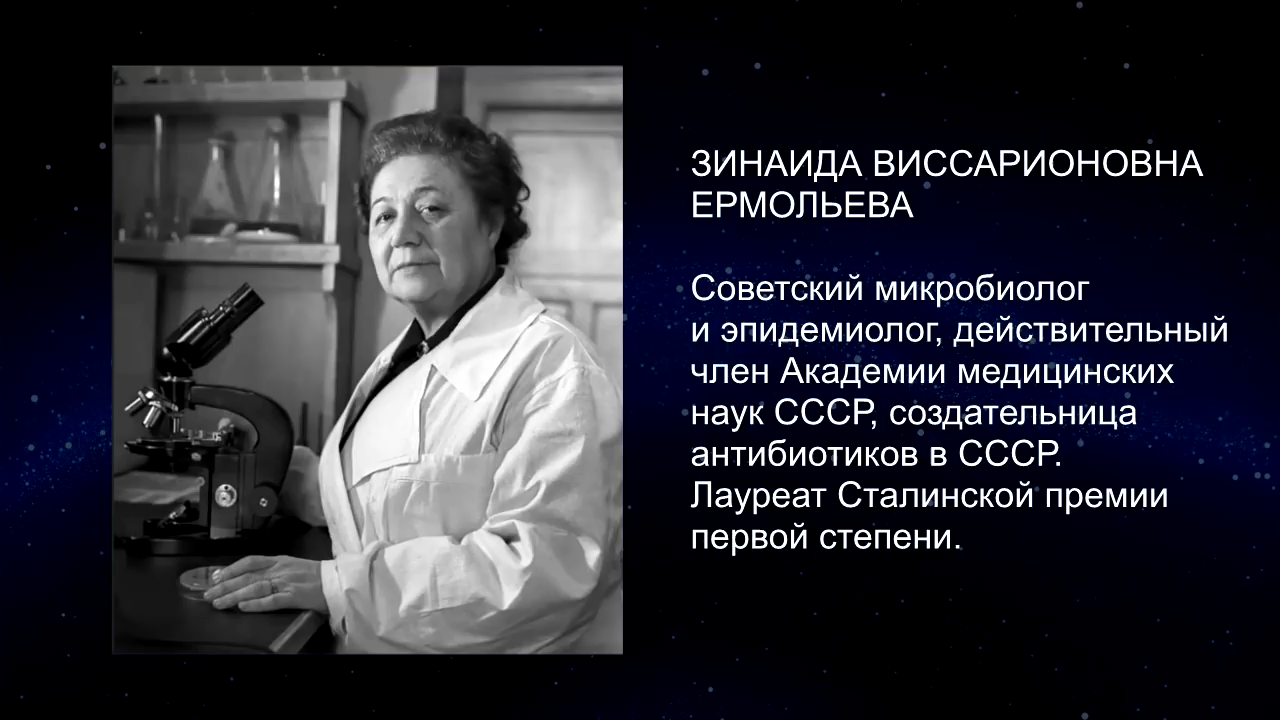 ЗИНАИДА ВИССАРИОНОВНА
ЕРМОЛЬЕВА
Советский микробиолог
и эпидемиолог, действительный
член Академии медицинских
наук СССР, создательница
антибиотиков в СССР.
Лауреат Сталинской премии
первой степени.